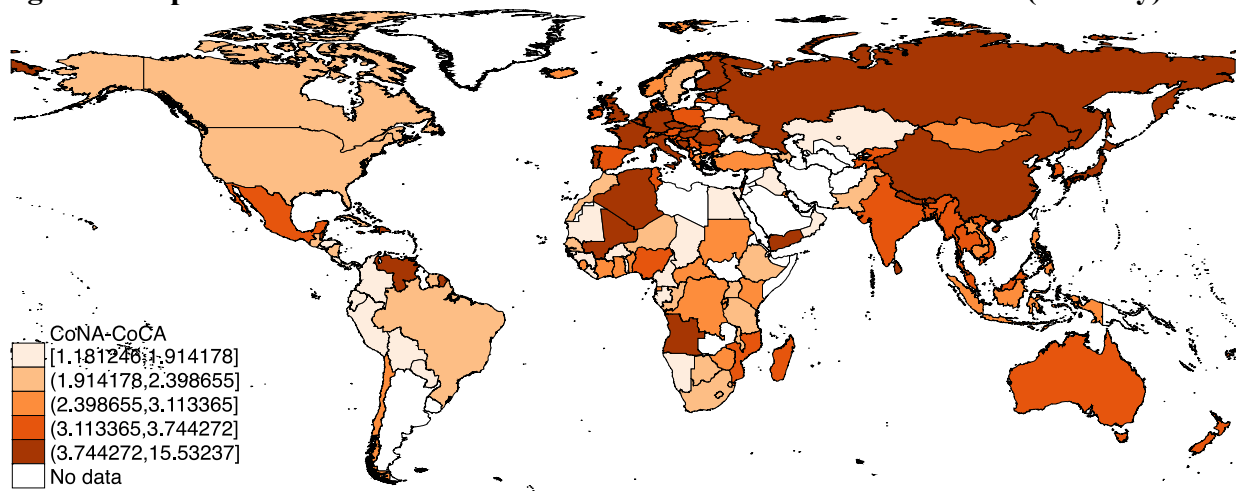 CoNA-CoCA
[1.181246,1.914178]
(1.914178,2.398655]
(2.398655,3.113365]
(3.113365,3.744272]
(3.744272,15.53237]
No data